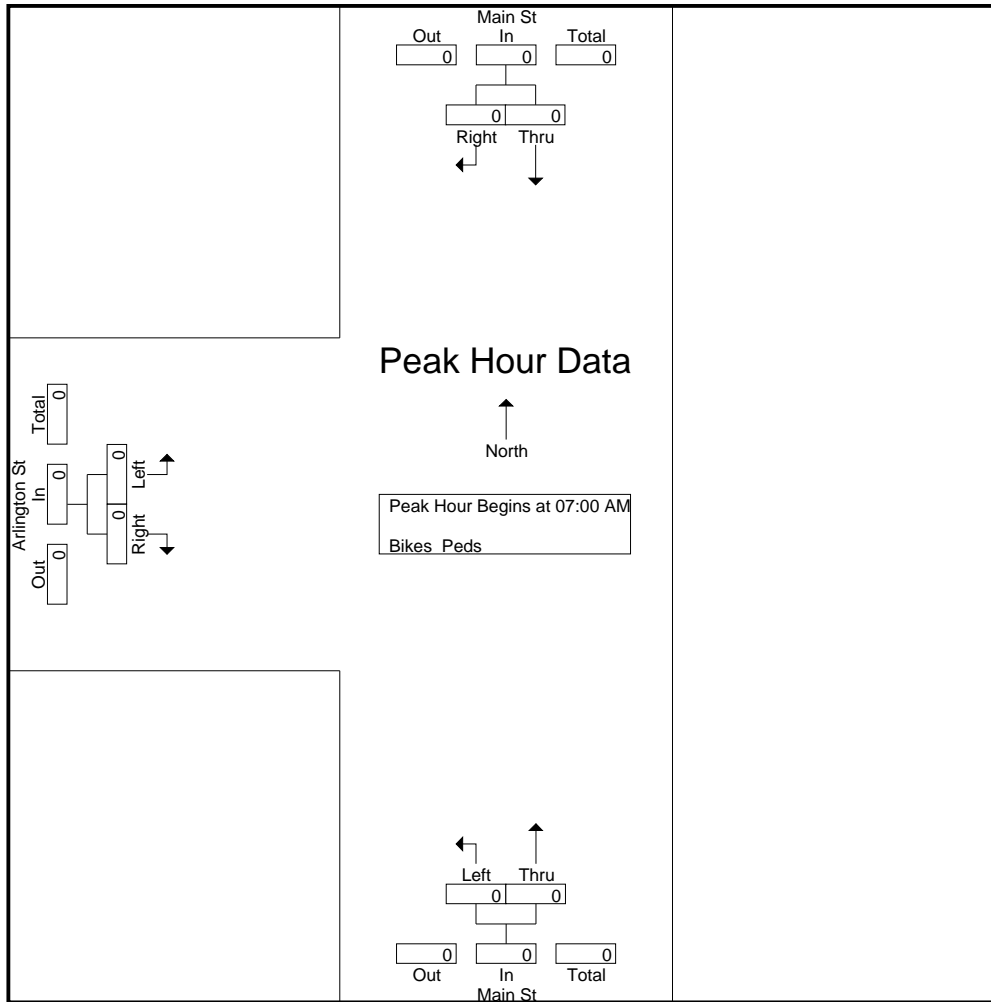 Main St
Out In Total
0 0 0
0 0
Right Thru
Peak Hour Data
North
Peak Hour Begins at 07:00 AM
Bikes Peds
Arlington St
Out In Total
0 0 0
Right Left
0 0
Left Thru
0 0
0 0 0
Out In Total
Main St